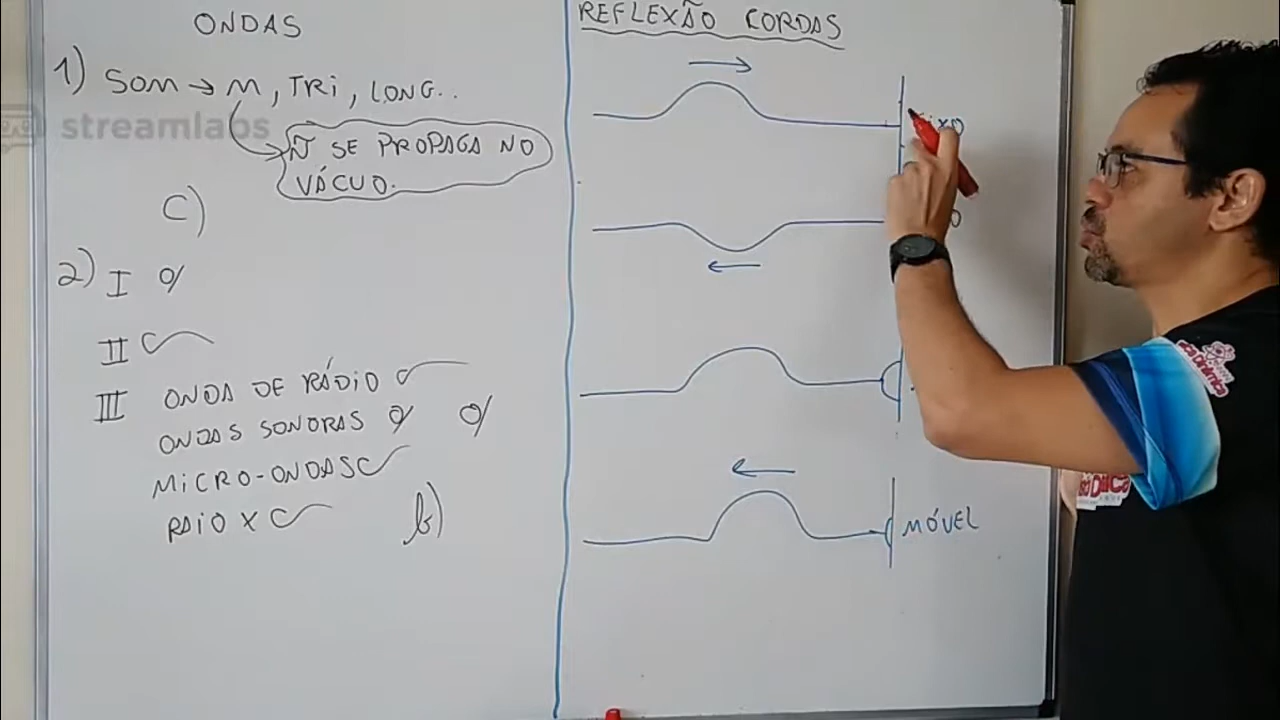 ONDAS
1) SOM → M, TRI, LONG..
Ñ SE PROPAGA NO
VÁCUO.
C)
2) I
II C
III ONDA DE RÁDIO C
ONDAS SONORAS
MICRO-ONDAS C
RAIO X C
b)
streamlabs
REFLEXÃO CORDAS
MÓVEL